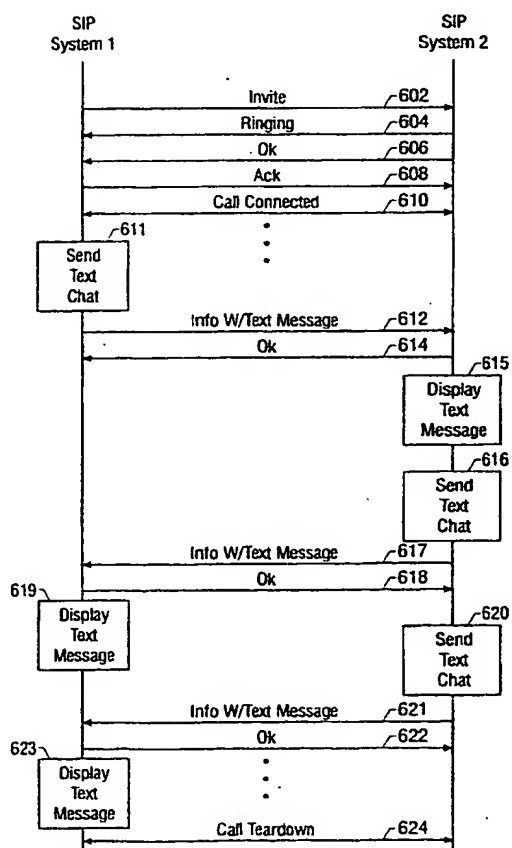 SIP
System 1
SIP
System 2
Invite
602
Ringing
604
Ok
606
Ack
608
Call Connected
610
611
Send
Text
Chat
Info W/Text Message
612
Ok
614
615
Display
Text
Message
616
Send
Text
Chat
Info W/Text Message
617
Ok
618
619
Display
Text
Message
620
Send
Text
Chat
Info W/Text Message
621
Ok
622
623
Display
Text
Message
Call Teardown
624